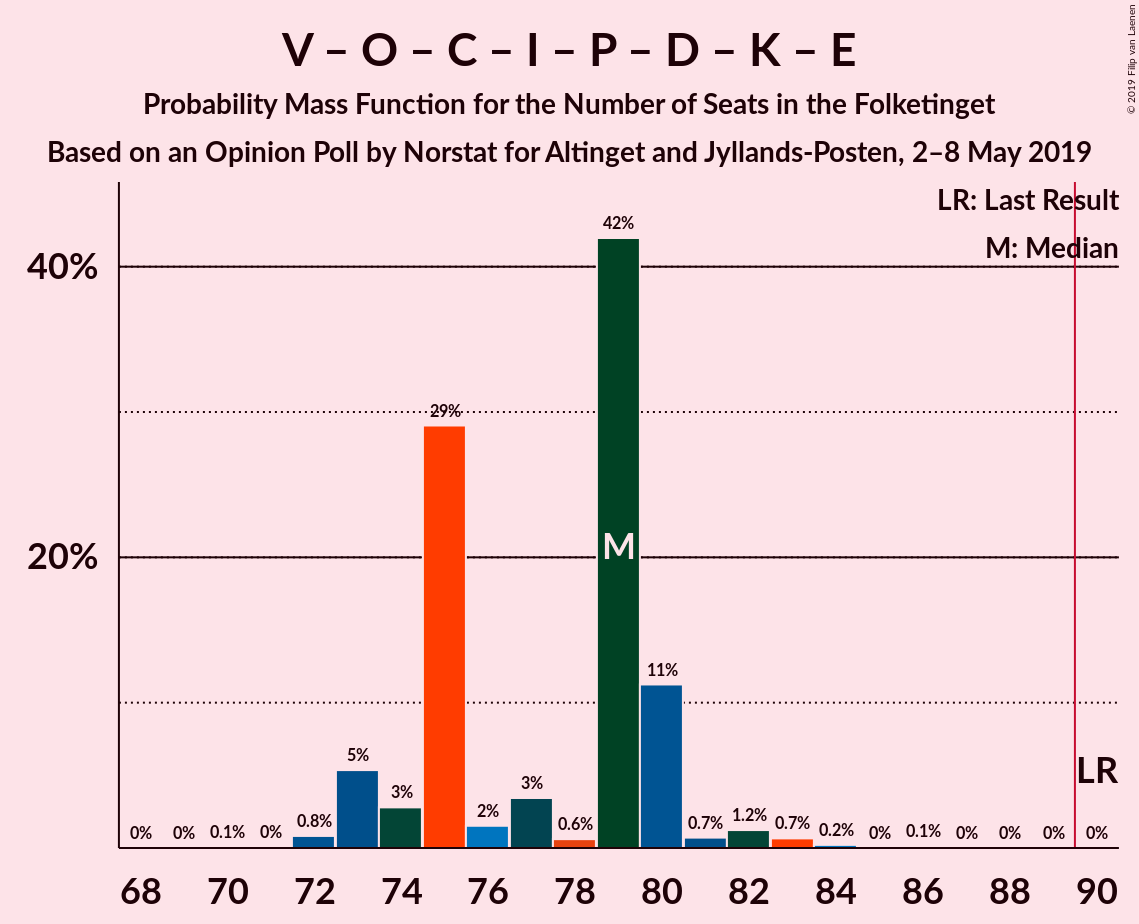 V – O – C – I – P – D – K – E
Probability Mass Function for the Number of Seats in the Folketinget
Based on an Opinion Poll by Norstat for Altinget and Jyllands-Posten, 2–8 May 2019
© 2019 Filip van Laenen
LR: Last Result
M: Median
40%
20%
0% 0% 0.1% 0% 0.8% 5% 3% 29% 2% 3% 0.6% 42% 11% 0.7% 1.2% 0.7% 0.2% 0% 0.1% 0% 0% 0% 0%
M
LR
68 70 72 74 76 78 80 82 84 86 88 90